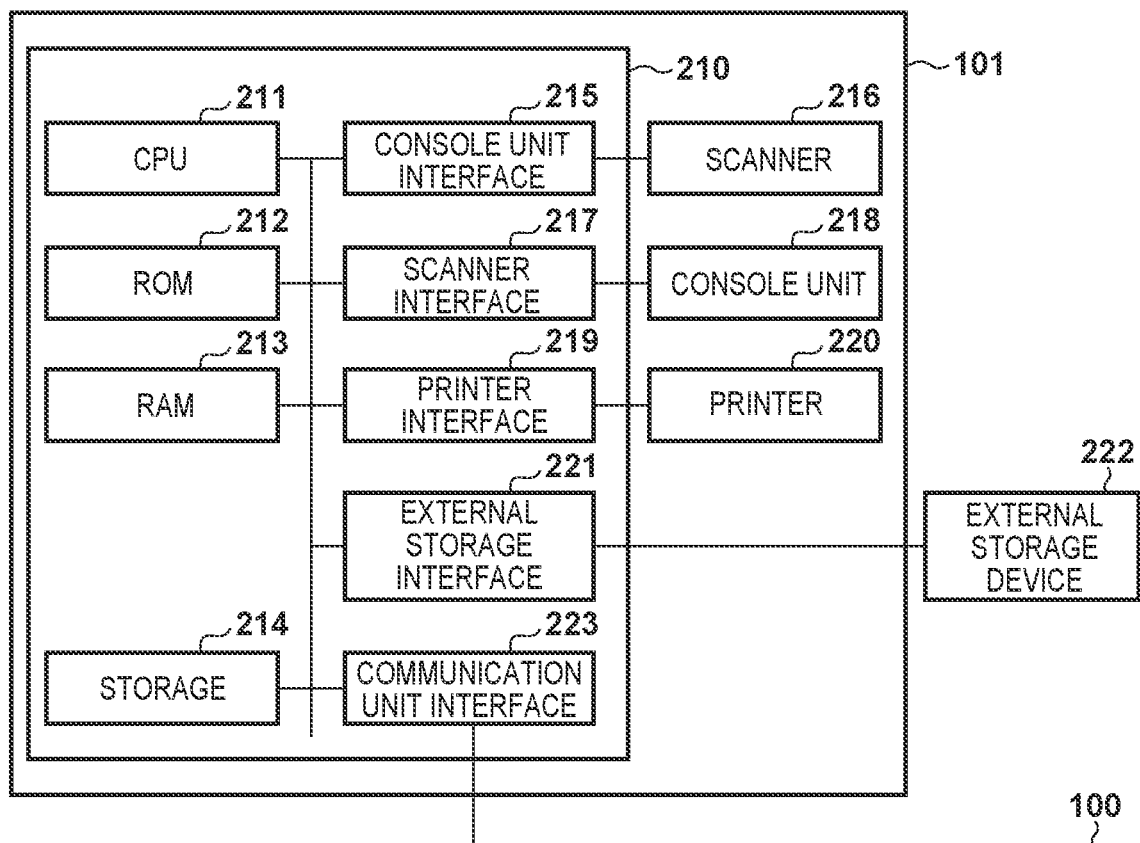 210
101
211
215
216
CPU
CONSOLE UNIT
INTERFACE
SCANNER
212
217
218
ROM
SCANNER
INTERFACE
CONSOLE UNIT
213
219
220
RAM
PRINTER
INTERFACE
PRINTER
221
222
EXTERNAL
STORAGE
INTERFACE
EXTERNAL
STORAGE
DEVICE
214
223
STORAGE
COMMUNICATION
UNIT INTERFACE
100